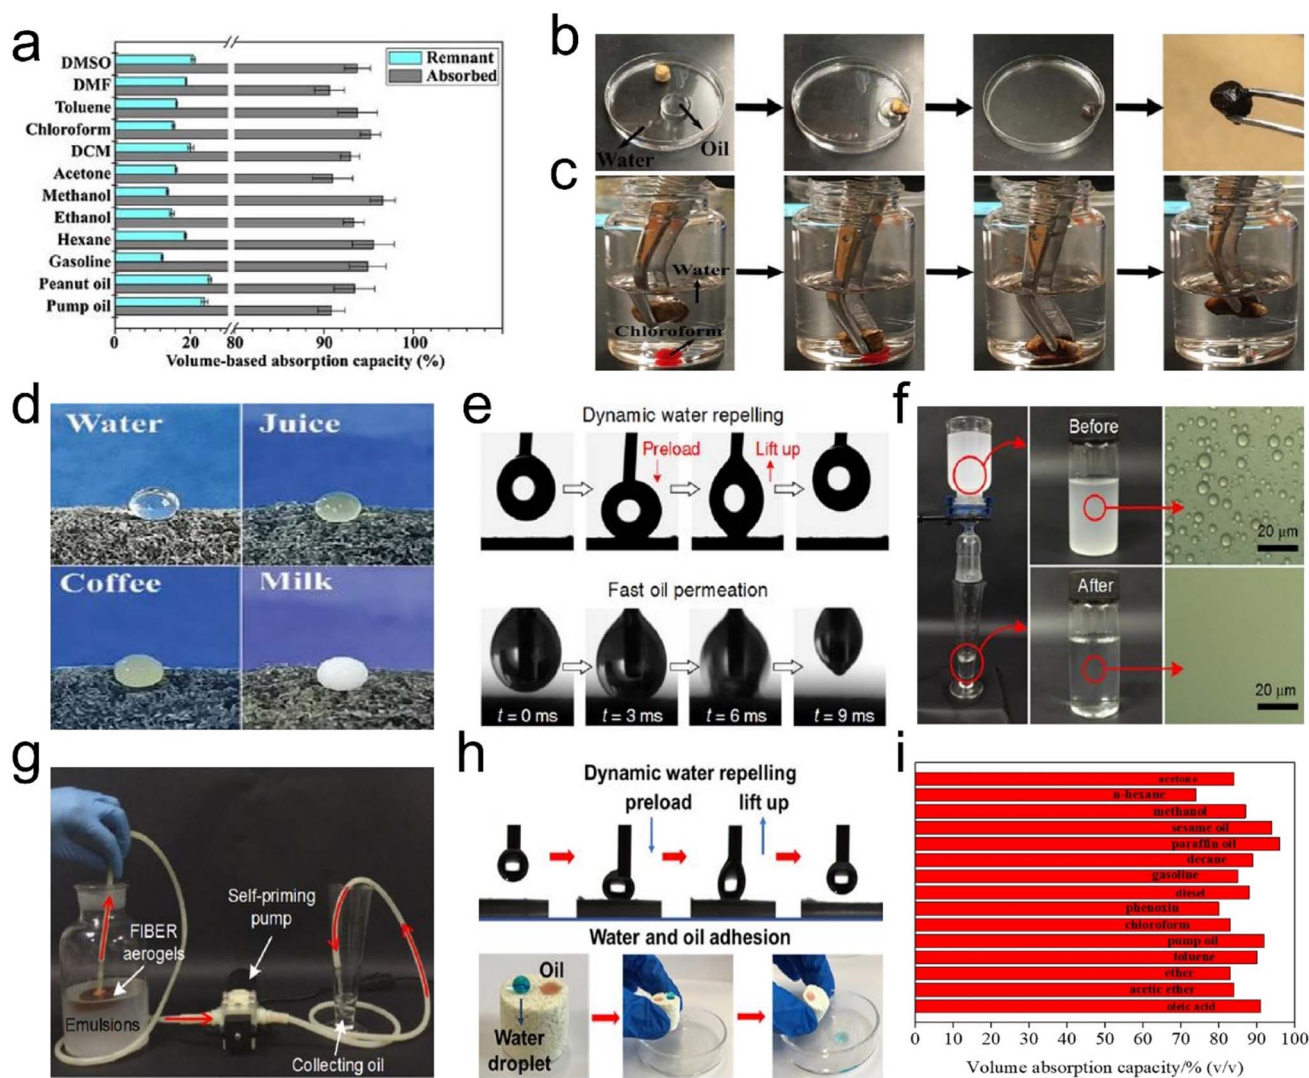 a
Remnant
Absorbed
DMSO
DMF
Toluene
Chloroform
DCM
Acetone
Methanol
Ethanol
Hexane
Gasoline
Peanut oil
Pump oil
0 20 80 90 100
Volume-based absorption capacity (%)
b
Water
Oil
c
Water
Chloroform
d
Water
Juice
Coffee
Milk
e
Dynamic water repelling
Preload
Lift up
Fast oil permeation
t = 0 ms
t = 3 ms
t = 6 ms
t = 9 ms
f
Before
20 μm
After
20 μm
g
Self-priming
pump
FIBER
aerogels
Emulsions
Collecting oil
h
Dynamic water repelling
preload
lift up
Water and oil adhesion
Oil
Water
droplet
i
acetone
n-hexane
methanol
sesame oil
paraffin oil
decane
gasoline
diesel
phenoxin
chloroform
pump oil
toluene
ether
acetic ether
oleic acid
0 10 20 30 40 50 60 70 80 90 100
Volume absorption capacity/% (v/v)